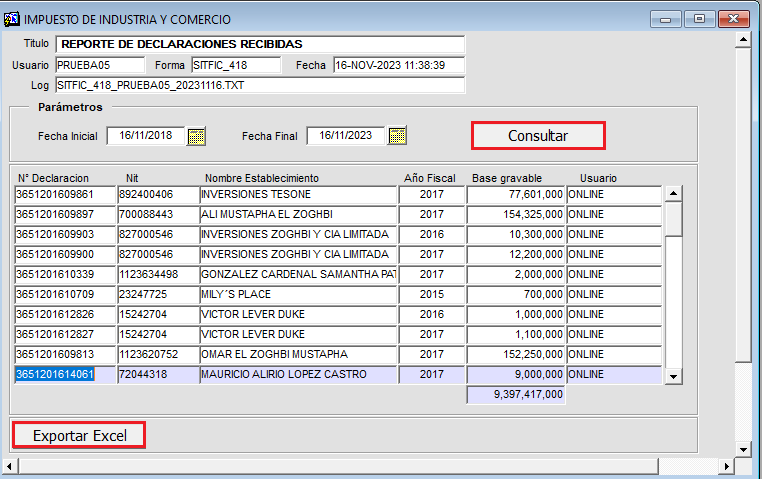 IMPUESTO DE INDUSTRIA Y COMERCIO
Titulo REPORTE DE DECLARACIONES RECIBIDAS
Usuario PRUEBA05 Forma SITFIC_418 Fecha 16-NOV-2023 11:38:39
Log SITFIC_418_PRUEBA05_20231116.TXT
Parámetros
Fecha Inicial 16/11/2018 Fecha Final 16/11/2023 Consultar
N° Declaracion Nit Nombre Establecimiento Año Fiscal Base gravable Usuario
3651201609861 892400406 INVERSIONES TESONE 2017 77,601,000 ONLINE
3651201609897 700088443 ALI MUSTAPHA EL ZOGHBI 2017 154,325,000 ONLINE
3651201609903 827000546 INVERSIONES ZOGHBI Y CIA LIMITADA 2016 10,300,000 ONLINE
3651201609900 827000546 INVERSIONES ZOGHBI Y CIA LIMITADA 2017 12,200,000 ONLINE
3651201610339 1123634498 GONZALEZ CARDENAL SAMANTHA PAT 2017 2,000,000 ONLINE
3651201610709 23247725 MILY´S PLACE 2015 700,000 ONLINE
3651201612826 15242704 VICTOR LEVER DUKE 2016 1,000,000 ONLINE
3651201612827 15242704 VICTOR LEVER DUKE 2017 1,100,000 ONLINE
3651201609813 1123620752 OMAR EL ZOGHBI MUSTAPHA 2017 152,250,000 ONLINE
3651201614061 72044318 MAURICIO ALIRIO LOPEZ CASTRO 2017 9,000,000 ONLINE
9,397,417,000
Exportar Excel